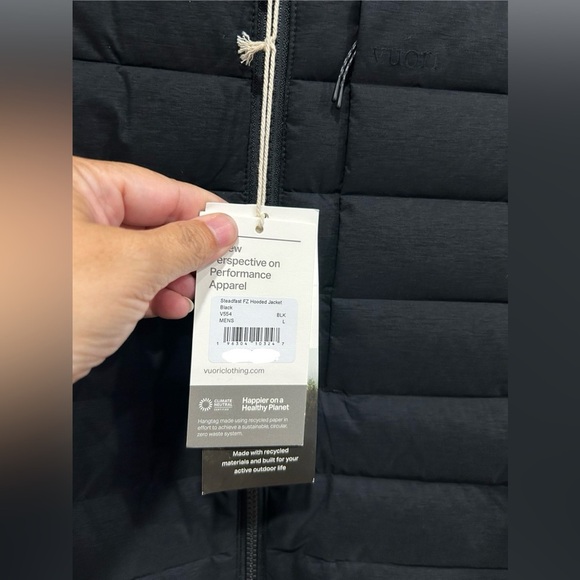 vuori
Perspective on
Performance
Apparel
Steadfast FZ Hooded Jacket
Black
V554 BLK
MENS L
vuoriclothing.com
CLIMATE
NEUTRAL
Happier on a
Healthy Planet
Hangtag made using recycled paper in
effort to achieve a sustainable, circular,
zero waste system.
Made with recycled
materials and built for your
active outdoor life